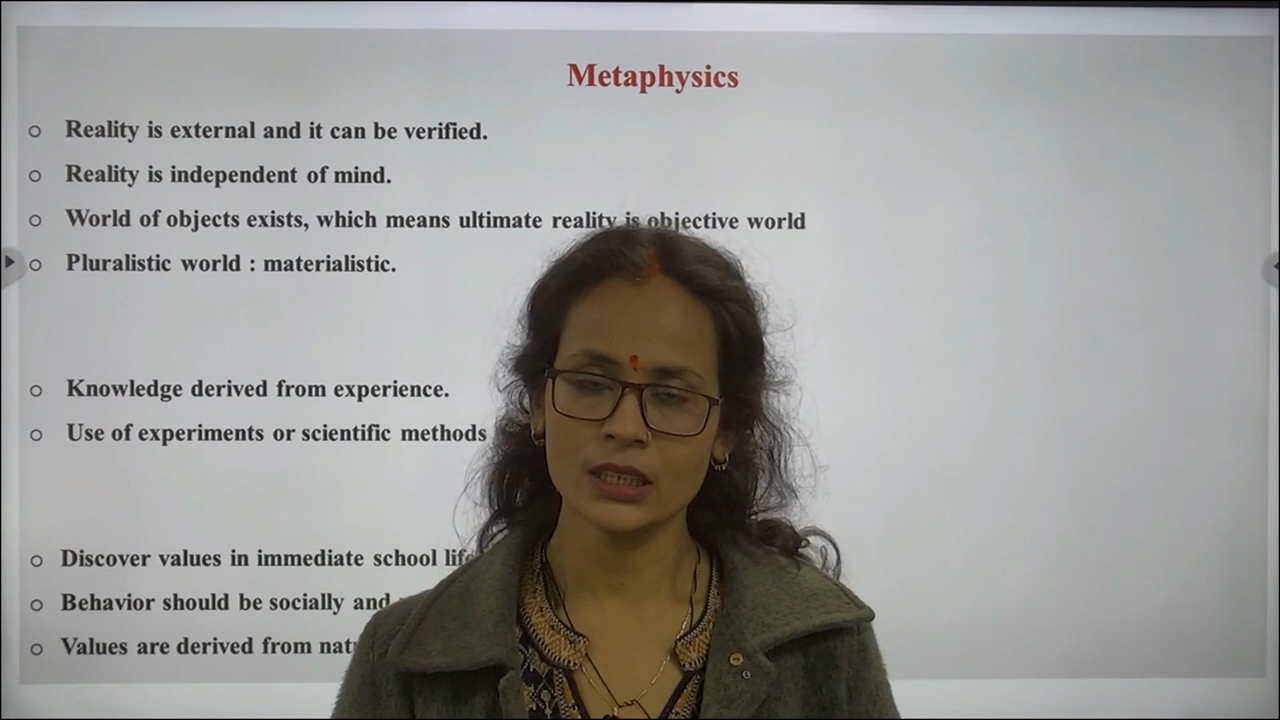 Metaphysics
o Reality is external and it can be verified.
o Reality is independent of mind.
o World of objects exists, which means ultimate reality is objective world
o Pluralistic world : materialistic.
o Knowledge derived from experience.
o Use of experiments or scientific methods
o Discover values in immediate school life
o Behavior should be socially and
o Values are derived from